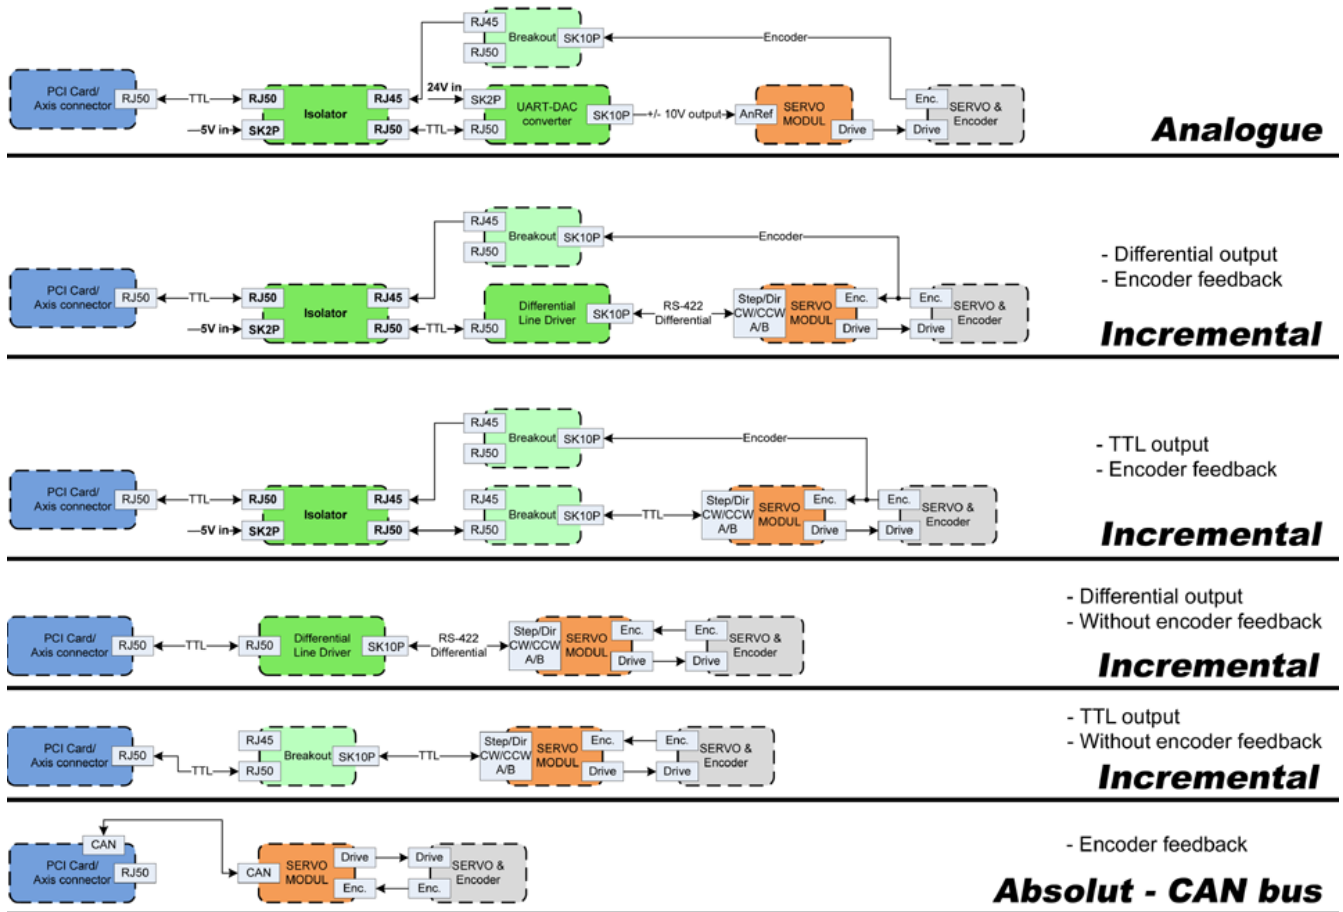 RJ45
Breakout
SK10P
RJ50
Encoder
PCI Card/
Axis connector
RJ50
TTL
RJ50
Isolator
SK2P
5V in
RJ45
RJ50
24V in
TTL
SK2P
RJ50
UART-DAC
converter
SK10P
+/- 10V output
AnRef
SERVO
MODUL
Drive
Enc.
SERVO &
Encoder
Drive
Analogue
RJ45
Breakout
SK10P
RJ50
Encoder
PCI Card/
Axis connector
RJ50
TTL
RJ50
Isolator
SK2P
5V in
RJ45
RJ50
TTL
RJ50
Differential
Line Driver
SK10P
RS-422
Differential
Step/Dir
CW/CCW
A/B
SERVO
MODUL
Enc.
Drive
Enc.
SERVO &
Encoder
Drive
- Differential output
- Encoder feedback
Incremental
RJ45
Breakout
SK10P
RJ50
Encoder
PCI Card/
Axis connector
RJ50
TTL
RJ50
Isolator
SK2P
5V in
RJ45
RJ50
RJ45
Breakout
RJ50
SK10P
TTL
Step/Dir
CW/CCW
A/B
SERVO
MODUL
Enc.
Drive
Enc.
SERVO &
Encoder
Drive
- TTL output
- Encoder feedback
Incremental
PCI Card/
Axis connector
RJ50
TTL
RJ50
Differential
Line Driver
SK10P
RS-422
Differential
Step/Dir
CW/CCW
A/B
SERVO
MODUL
Enc.
Drive
Enc.
SERVO &
Encoder
Drive
- Differential output
- Without encoder feedback
Incremental
PCI Card/
Axis connector
RJ50
TTL
RJ45
Breakout
RJ50
SK10P
TTL
Step/Dir
CW/CCW
A/B
SERVO
MODUL
Enc.
Drive
Enc.
SERVO &
Encoder
Drive
- TTL output
- Without encoder feedback
Incremental
CAN
PCI Card/
Axis connector
RJ50
CAN
SERVO
MODUL
Drive
Enc.
Drive
SERVO &
Encoder
Enc.
- Encoder feedback
Absolut - CAN bus